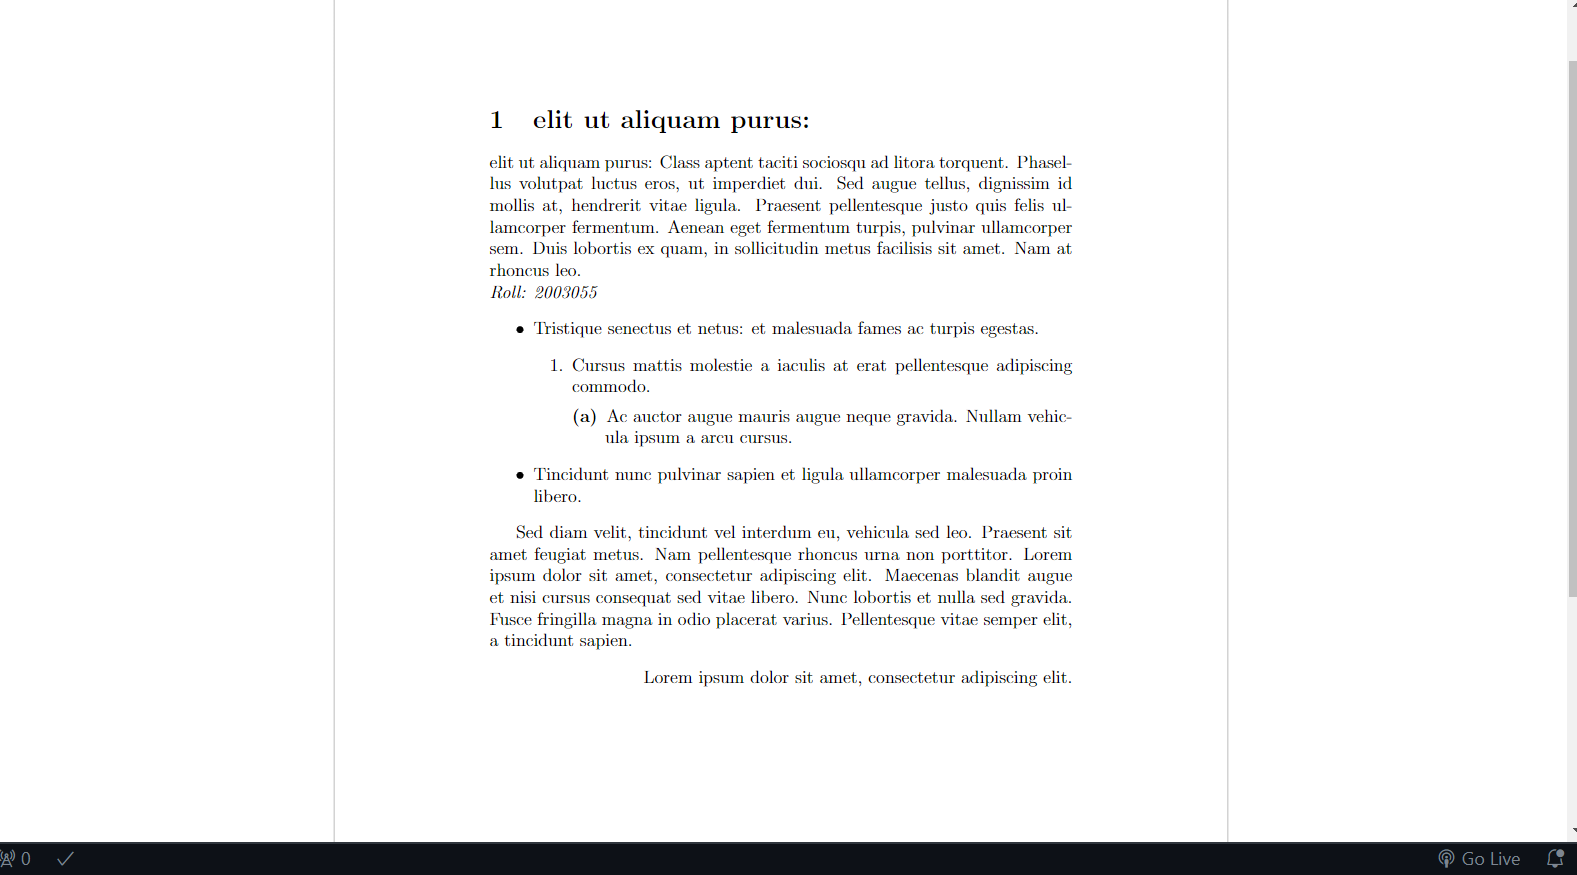 1 elit ut aliquam purus:
elit ut aliquam purus: Class aptent taciti sociosqu ad litora torquent. Phasel-
lus volutpat luctus eros, ut imperdiet dui. Sed augue tellus, dignissim id
mollis at, hendrerit vitae ligula. Praesent pellentesque justo quis felis ul-
lamcorper fermentum. Aenean eget fermentum turpis, pulvinar ullamcorper
sem. Duis lobortis ex quam, in sollicitudin metus facilisis sit amet. Nam at
rhoncus leo.
Roll: 2003055
• Tristique senectus et netus: et malesuada fames ac turpis egestas.
1. Cursus mattis molestie a iaculis at erat pellentesque adipiscing
commodo.
(a) Ac auctor augue mauris augue neque gravida. Nullam vehic-
ula ipsum a arcu cursus.
• Tincidunt nunc pulvinar sapien et ligula ullamcorper malesuada proin
libero.
Sed diam velit, tincidunt vel interdum eu, vehicula sed leo. Praesent sit
amet feugiat metus. Nam pellentesque rhoncus urna non porttitor. Lorem
ipsum dolor sit amet, consectetur adipiscing elit. Maecenas blandit augue
et nisi cursus consequat sed vitae libero. Nunc lobortis et nulla sed gravida.
Fusce fringilla magna in odio placerat varius. Pellentesque vitae semper elit,
a tincidunt sapien.
Lorem ipsum dolor sit amet, consectetur adipiscing elit.
0
Go Live